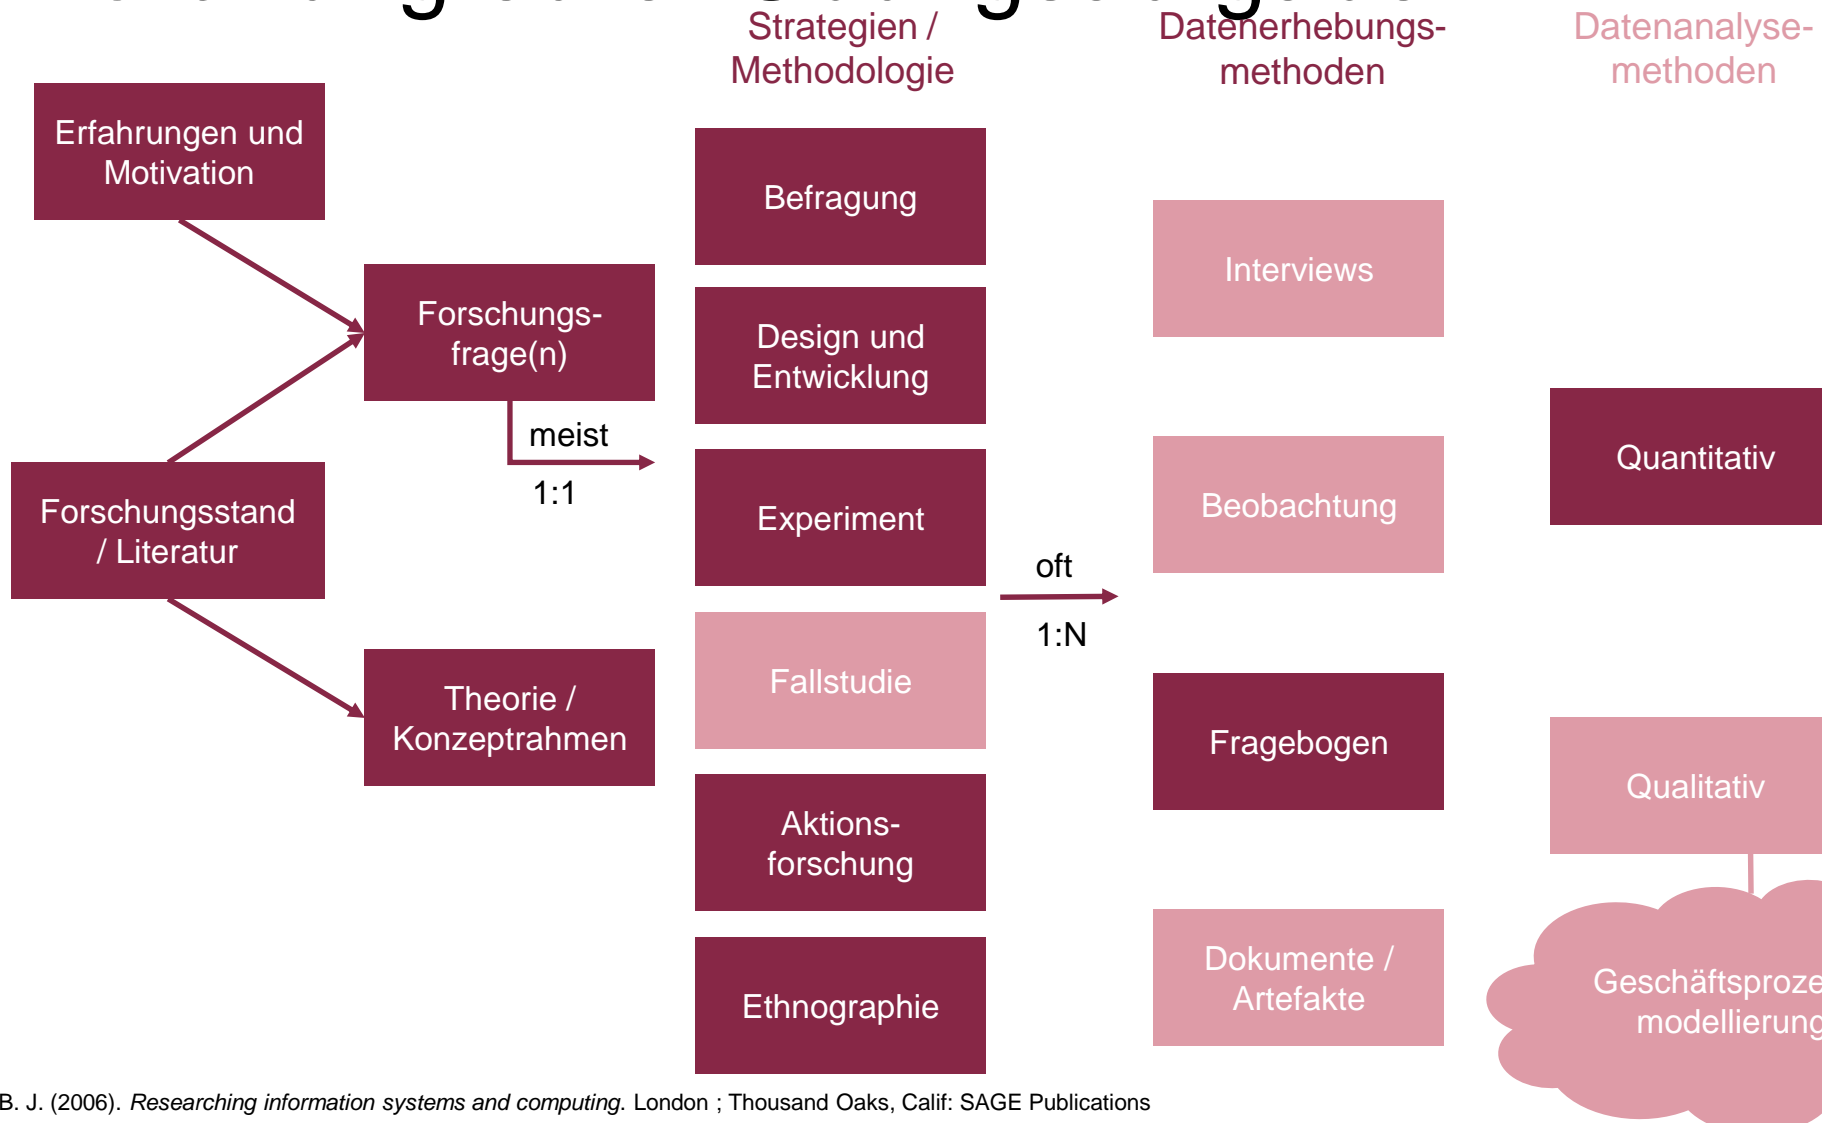 Strategien /
Methodologie
Datenerhebungs-
methoden
Datenanalyse-
methoden
Erfahrungen und
Motivation
Forschungs-
frage(n)
meist
1:1
Forschungsstand
/ Literatur
Theorie /
Konzeptrahmen
Befragung
Design und
Entwicklung
Experiment
Fallstudie
Aktions-
forschung
Ethnographie
oft
1:N
Interviews
Beobachtung
Fragebogen
Dokumente /
Artefakte
Quantitativ
Qualitativ
Geschäftsproze
modellierung
B. J. (2006). Researching information systems and computing. London ; Thousand Oaks, Calif: SAGE Publications